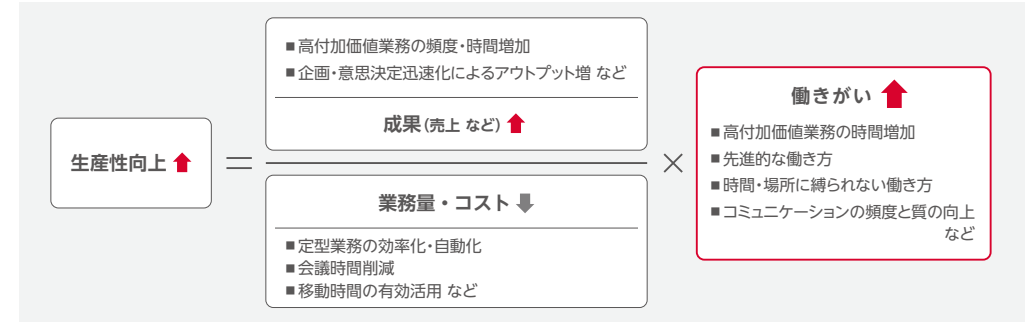 生産性向上
=
■高付加価値業務の頻度・時間増加
■企画・意思決定迅速化によるアウトプット増 など
成果(売上 など)
業務量・コスト
■定型業務の効率化・自動化
■会議時間削減
■移動時間の有効活用 など
×
働きがい
■高付加価値業務の時間増加
■先進的な働き方
■時間・場所に縛られない働き方
■コミュニケーションの頻度と質の向上
など